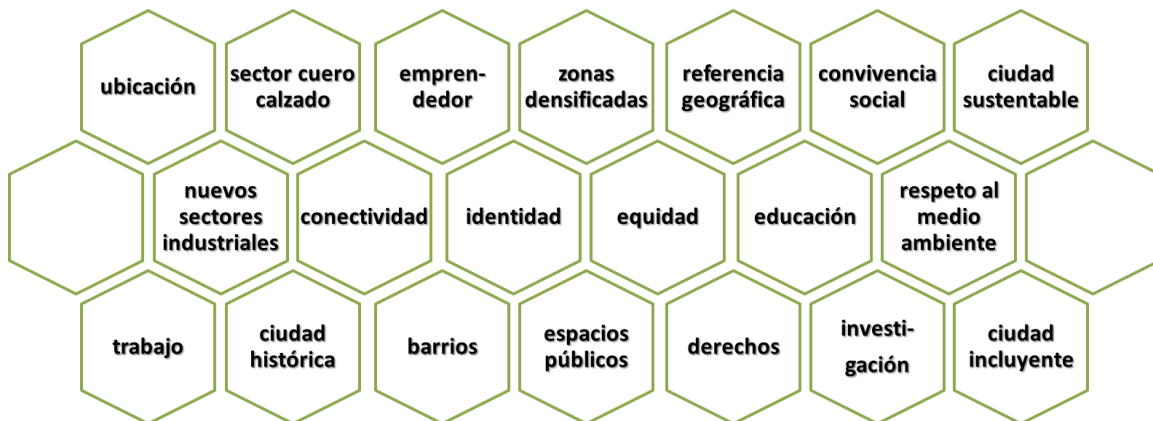 ubicación
sector cuero
calzado
empren-
dedor
zonas
densificadas
referencia
geográfica
convivencia
social
ciudad
sustentable
nuevos
sectores
industriales
conectividad
identidad
equidad
educación
respeto al
medio
ambiente
trabajo
ciudad
histórica
barrios
espacios
públicos
derechos
investi-
gación
ciudad
incluyente